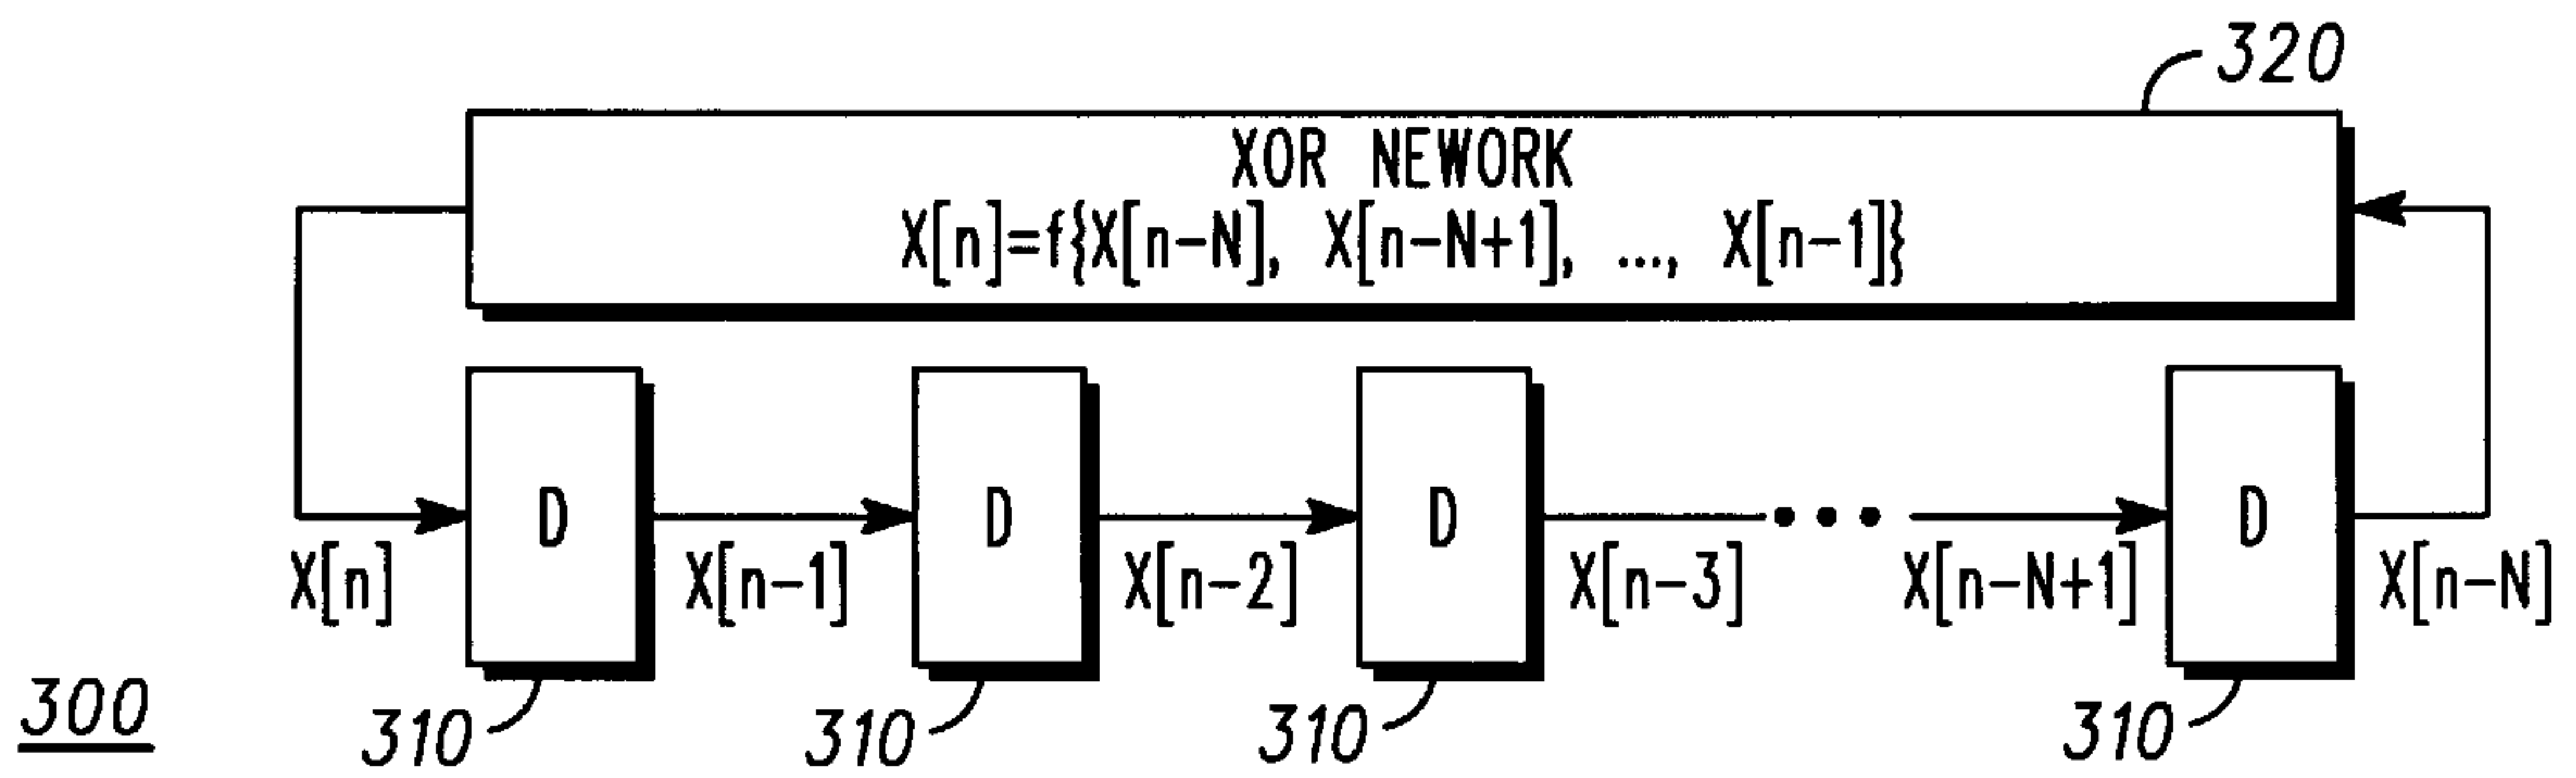 320
XOR NEWORK
X[n]=f{X[n-N], X[n-N+1], ..., X[n-1]}
D D D D
X[n] X[n-1] X[n-2] X[n-3] X[n-N+1] X[n-N]
300 310 310 310 310